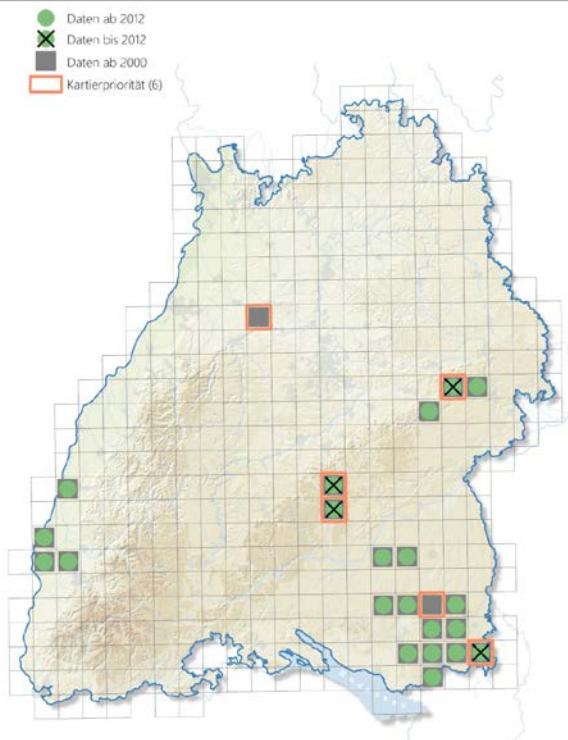 Daten ab 2012
Daten bis 2012
Daten ab 2000
Kartierpriorität (6)